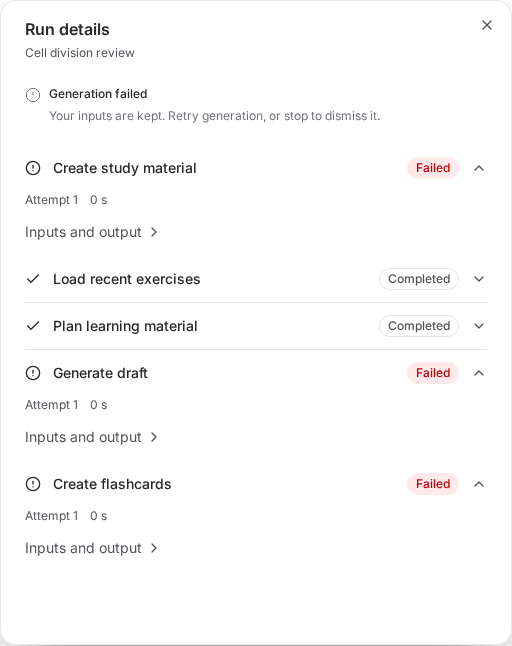 Run details
Cell division review
Generation failed
Your inputs are kept. Retry generation, or stop to dismiss it.
Create study material Failed
Attempt 1 0 s
Inputs and output
Load recent exercises Completed
Plan learning material Completed
Generate draft Failed
Attempt 1 0 s
Inputs and output
Create flashcards Failed
Attempt 1 0 s
Inputs and output